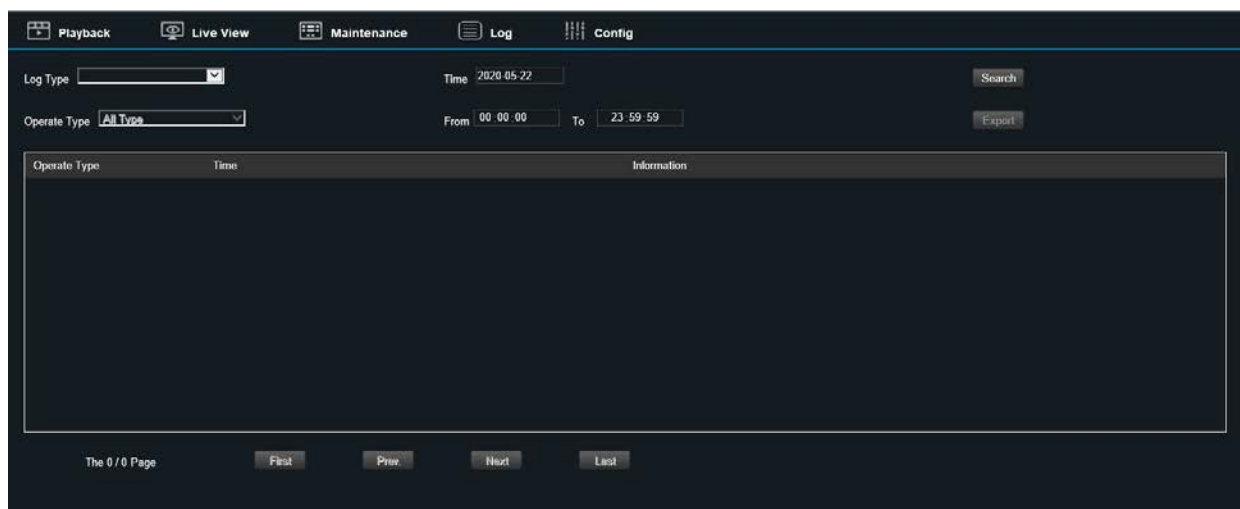 Playback Live View Maintenance Log Config
Log Type Time 2020-05-22 Search
Operate Type All Type From 00:00:00 To 23:59:59 Export
Operate Type Time Information
The 0 / 0 Page First Prev. Next Last